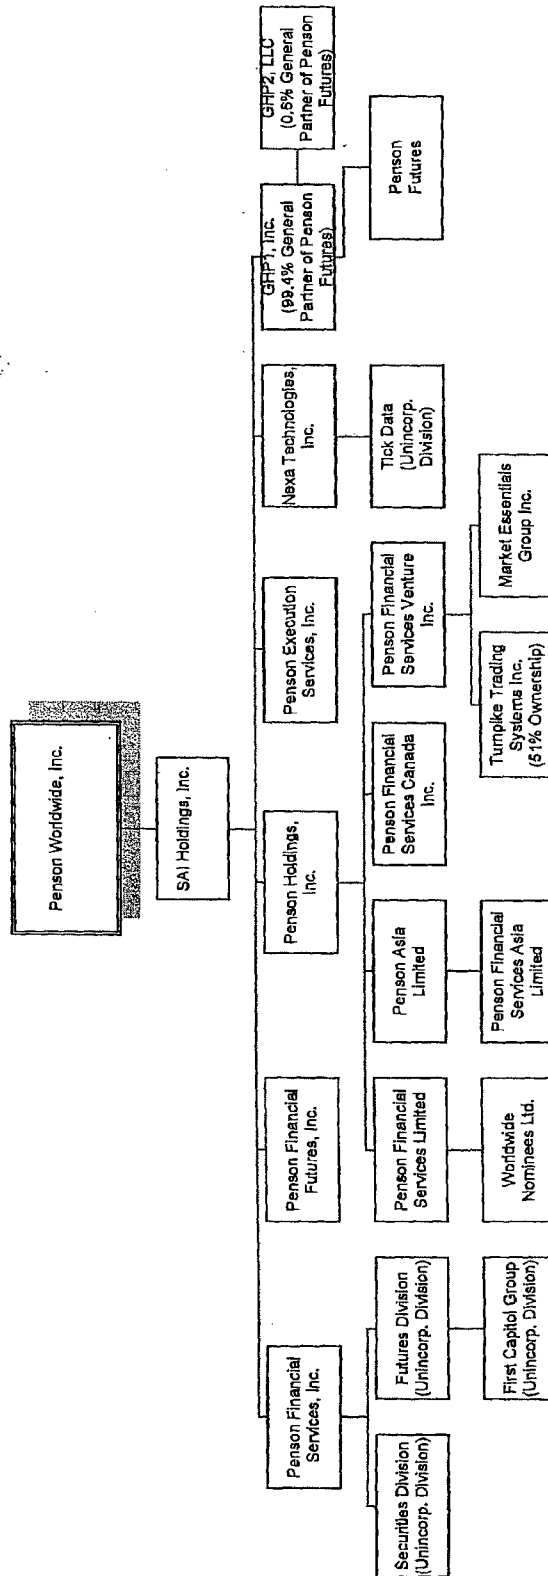 Penson Worldwide, Inc.
SAI Holdings, Inc.
Penson Financial
Services, Inc.
Penson Financial
Futures, Inc.
Penson Holdings,
Inc.
Penson Execution
Services, Inc.
Nexa Technologies,
Inc.
GHP1, Inc.
(99.4% General
Partner of Penson
Futures)
GHP2, LLC
(0.6% General
Partner of Penson
Futures)
Securities Division
(Unincorp. Division)
Futures Division
(Unincorp. Division)
Penson Financial
Services Limited
Penson Asia
Limited
Penson Financial
Services Canada
Inc.
Penson Financial
Services Venture
Inc.
Tick Data
(Unincorp.
Division)
Penson
Futures
First Capitol Group
(Unincorp. Division)
Worldwide
Nominees Ltd.
Penson Financial
Services Asia
Limited
Turnpike Trading
Systems Inc.
(51% Ownership)
Market Essentials
Group Inc.